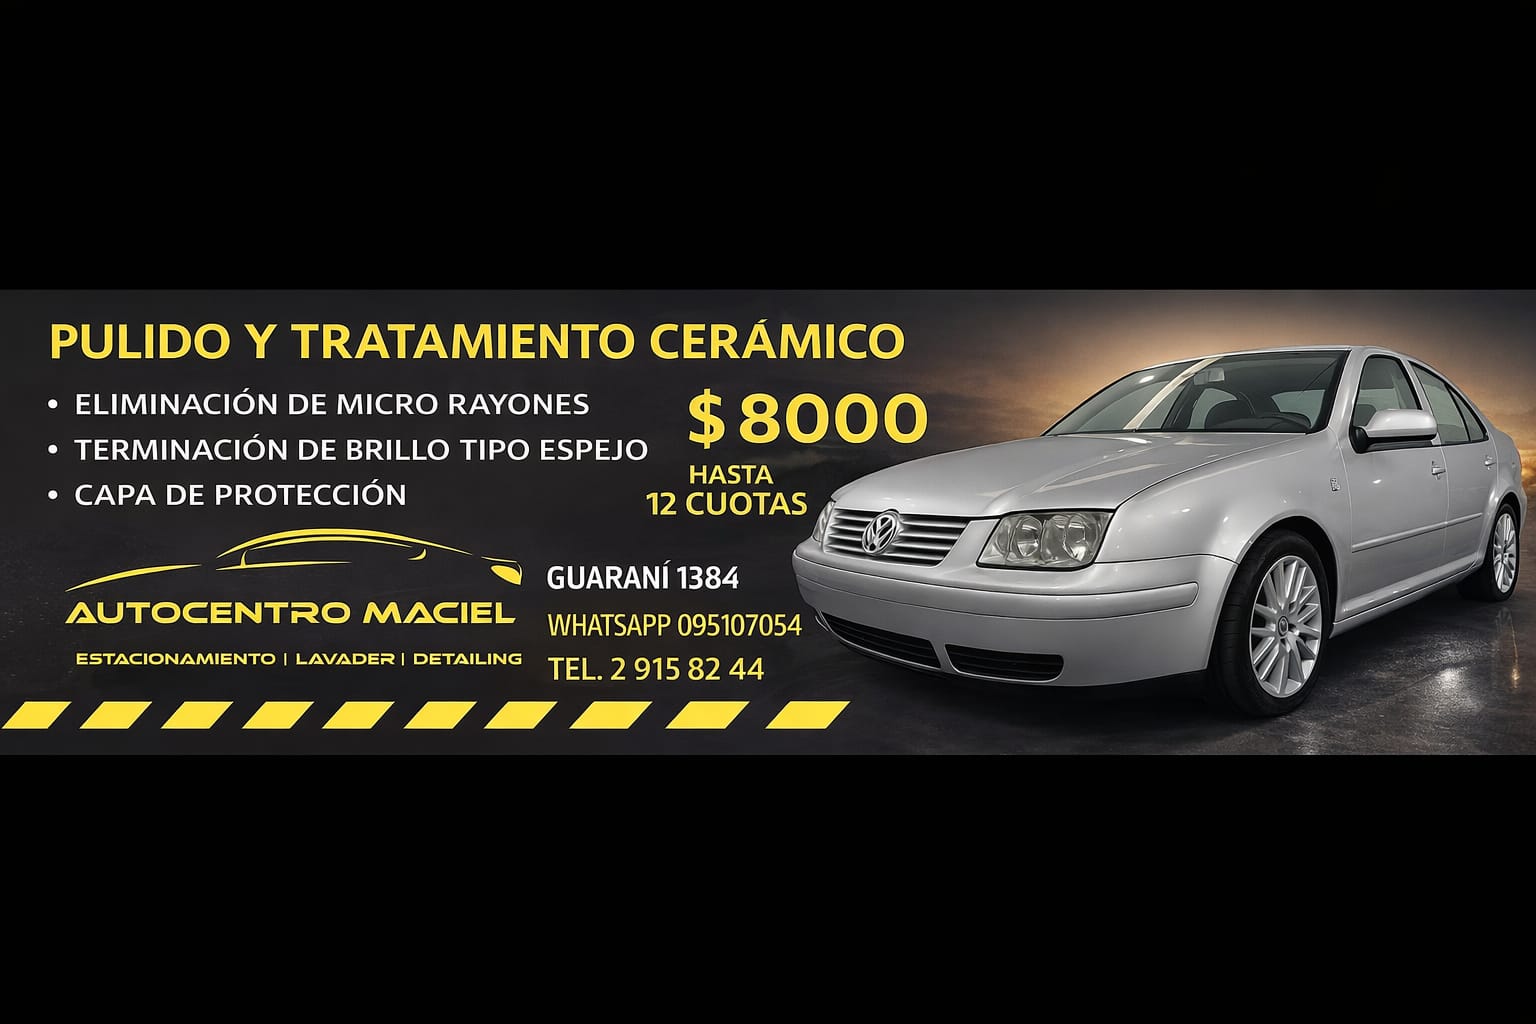 PULIDO Y TRATAMIENTO CERÁMICO
• ELIMINACIÓN DE MICRO RAYONES
• TERMINACIÓN DE BRILLO TIPO ESPEJO
• CAPA DE PROTECCIÓN
$ 8000
HASTA
12 CUOTAS
AUTOCENTRO MACIEL
ESTACIONAMIENTO | LAVADER | DETAILING
GUARANÍ 1384
WHATSAPP 095107054
TEL. 2 915 82 44